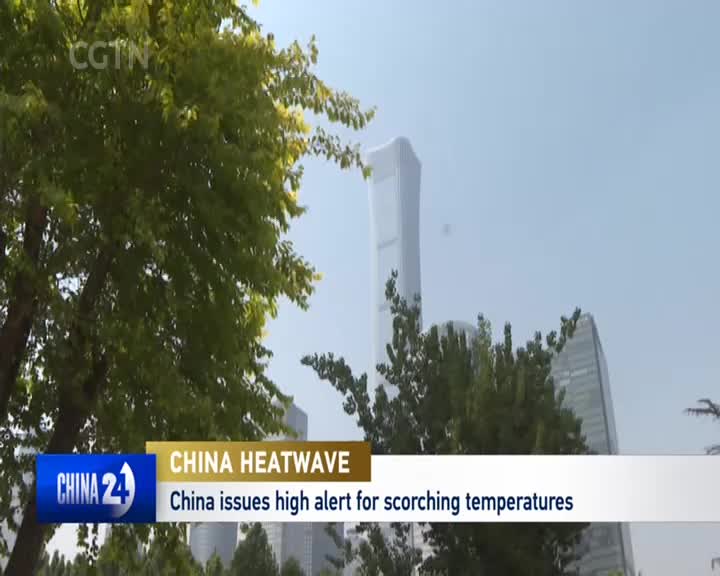 CGTN
CHINA HEATWAVE
CHINA 24
China issues high alert for scorching temperatures